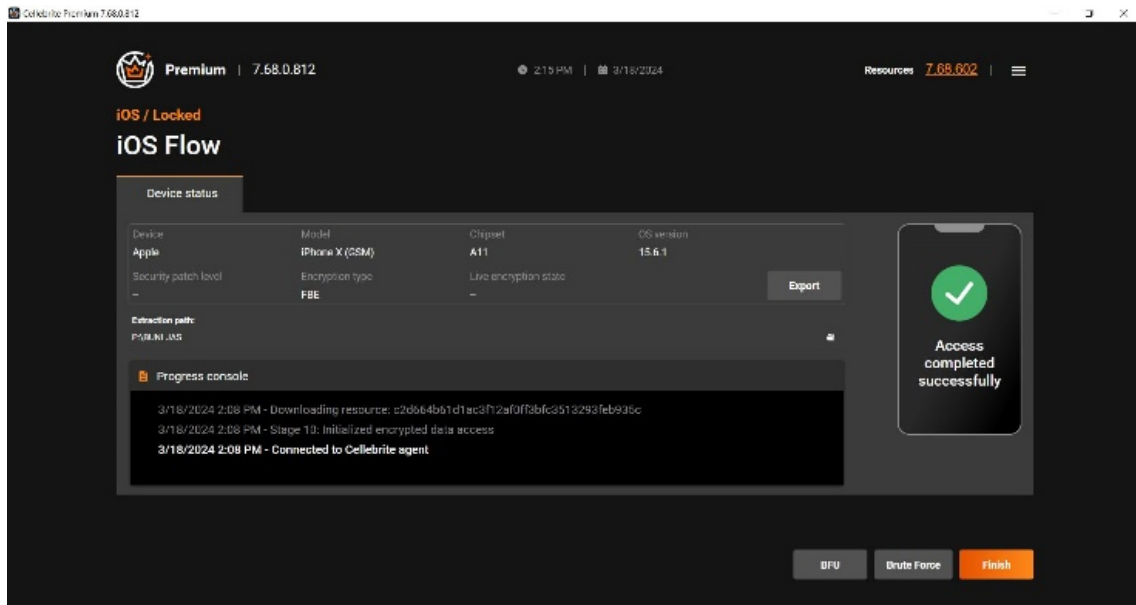 Cellebrite Premium 7.68.0.812
Premium | 7.68.0.812
2:15 PM | 3/18/2024
Resources 7.68.602
iOS / Locked
iOS Flow
Device status
Device Model Chipset OS version
Apple iPhone X (GSM) A11 15.6.1
Security patch level Encryption type Live encryption state
– FBE –
Export
Extraction path:
Access
completed
successfully
Progress console
3/18/2024 2:08 PM - Downloading resource:
3/18/2024 2:08 PM - Stage 10: Initialized encrypted data access
3/18/2024 2:08 PM - Connected to Cellebrite agent
BFU Brute Force Finish